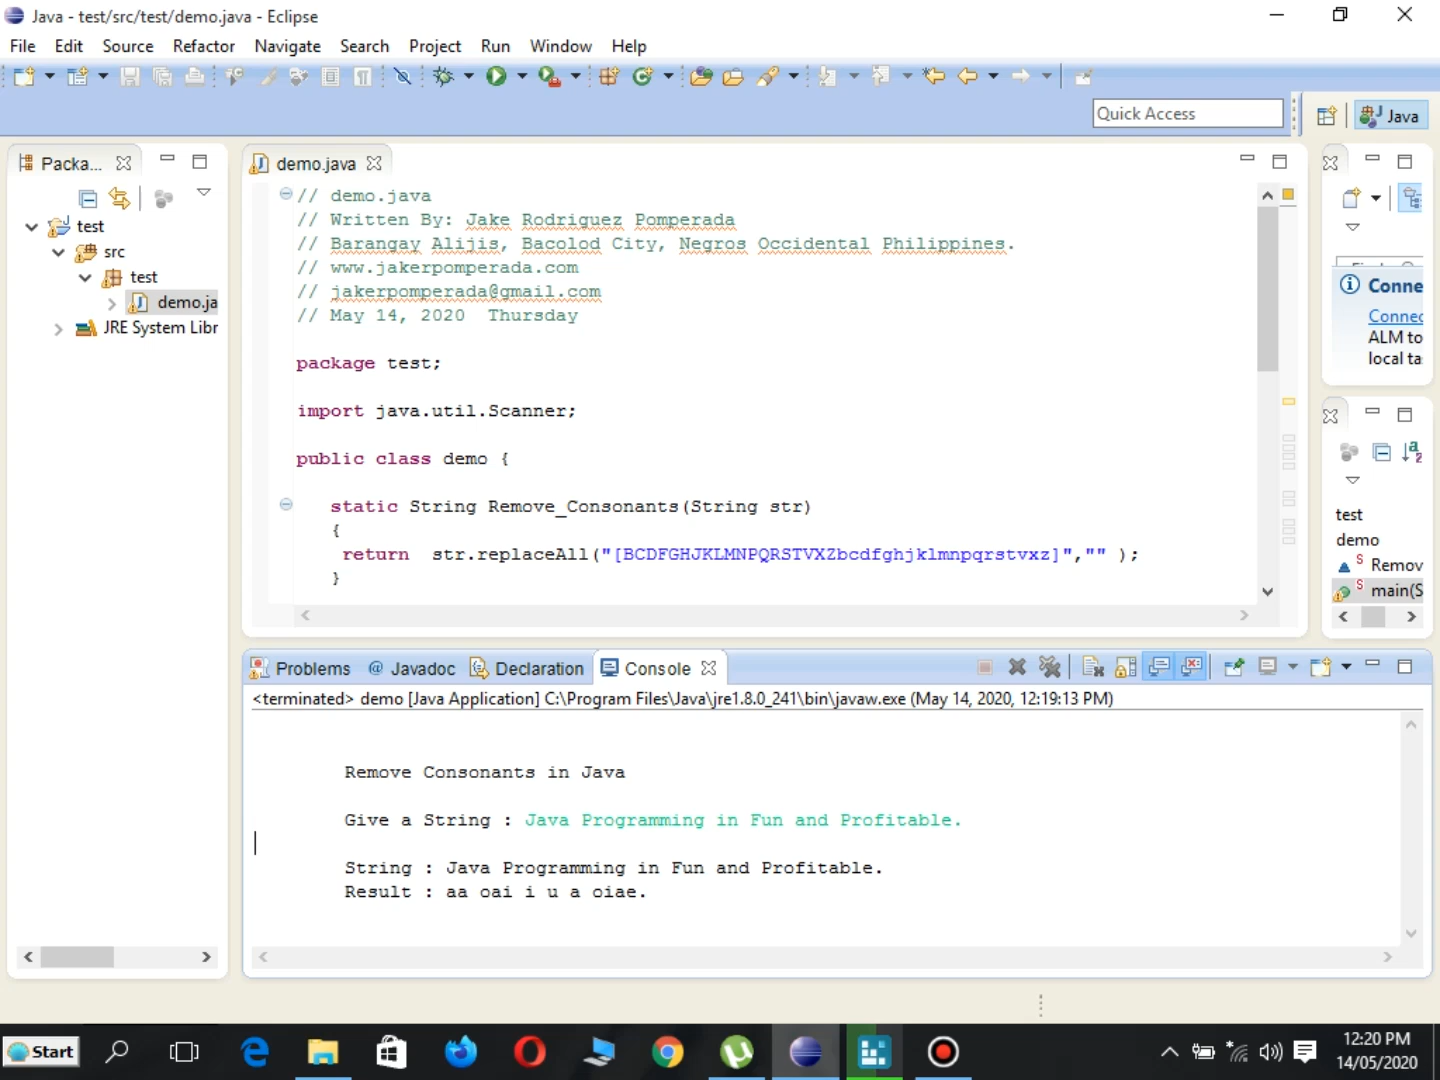 Java - test/src/test/demo.java - Eclipse
File Edit Source Refactor Navigate Search Project Run Window Help
Quick Access
Java
Packa...
test
src
test
demo.ja
JRE System Libr
demo.java
// demo.java
// Written By: Jake Rodriguez Pomperada
// Barangay Alijis, Bacolod City, Negros Occidental Philippines.
// www.jakerpomperada.com
// jakerpomperada@gmail.com
// May 14, 2020  Thursday
package test;
import java.util.Scanner;
public class demo {
static String Remove_Consonants(String str)
{
return  str.replaceAll("[BCDFGHJKLMNPQRSTVXZbcdfghjklmnpqrstvxz]","" );
}
Conne
Connec
ALM to
local ta
test
demo
S Remov
S main(S
Problems @ Javadoc Declaration Console
<terminated> demo [Java Application] C:\Program Files\Java\jre1.8.0_241\bin\javaw.exe (May 14, 2020, 12:19:13 PM)
Remove Consonants in Java
Give a String : Java Programming in Fun and Profitable.
String : Java Programming in Fun and Profitable.
Result : aa oai i u a oiae.
Start
12:20 PM
14/05/2020